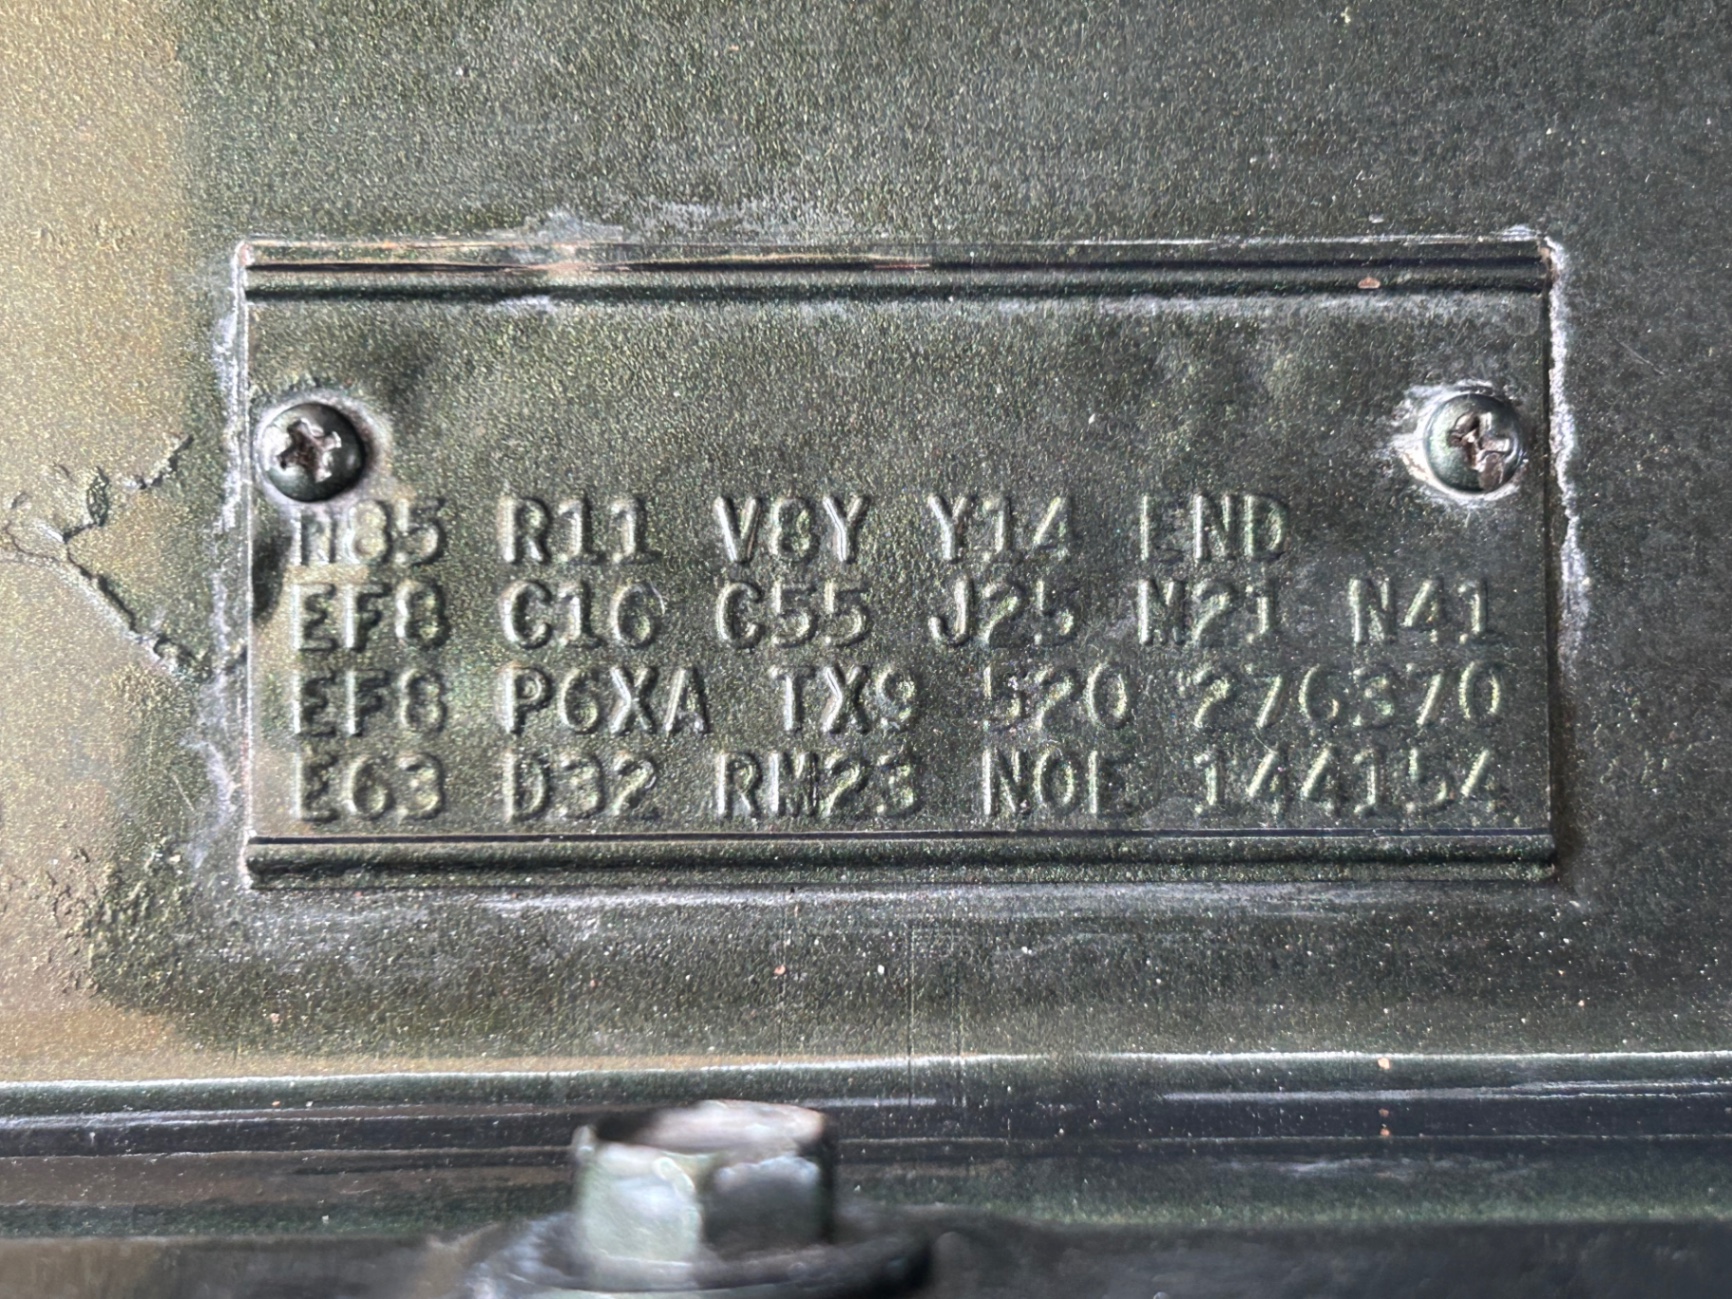 N85 R11 V8Y Y14 END
EF8 C16 C55 J25 M21 N41
EF8 P6XA TX9 520 276370
E63 D32 RM23 N0E 144154